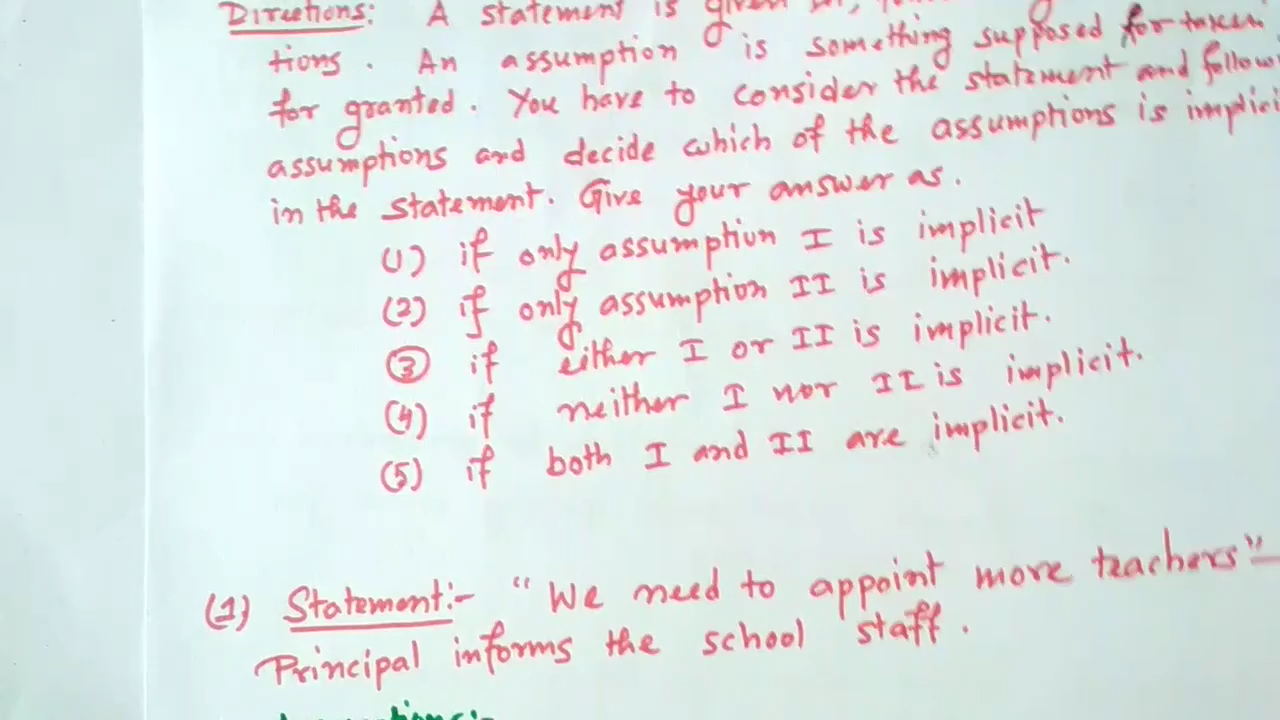 Directions: A statement is given
tions. An assumption is something supposed for taken
for granted. You have to consider the statement and follow
assumptions and decide which of the assumptions is implici
in the statement. Give your answer as.
(1) if only assumption I is implicit
(2) if only assumption II is implicit.
(3) if either I or II is implicit.
(4) if neither I nor II is implicit.
(5) if both I and II are implicit.
(1) Statement:- "We need to appoint more teachers"-
Principal informs the school staff.